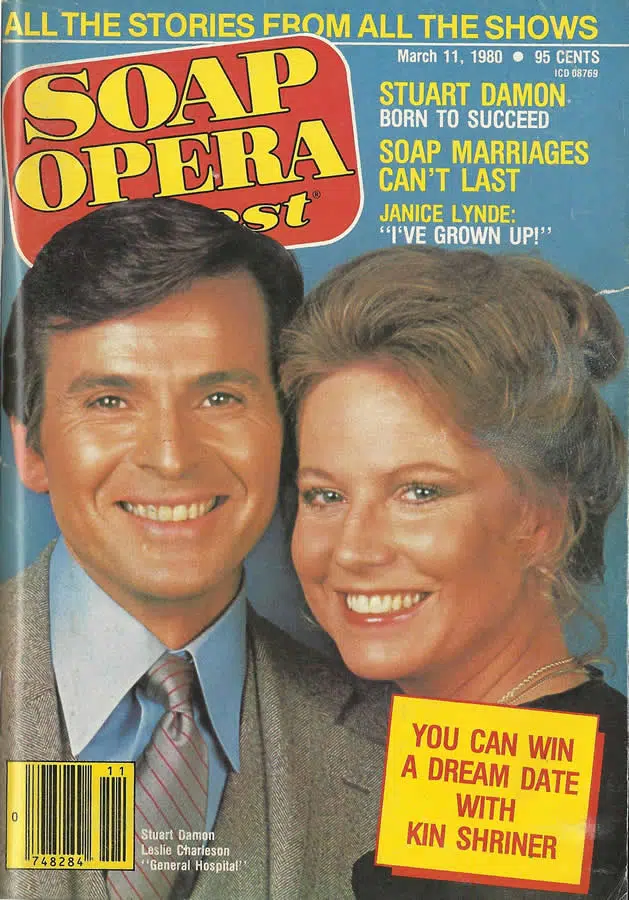 ALL THE STORIES FROM ALL THE SHOWS
March 11, 1980 ● 95 CENTS
ICD 08769
SOAP
OPERA
est®
STUART DAMON
BORN TO SUCCEED
SOAP MARRIAGES
CAN'T LAST
JANICE LYNDE:
"I'VE GROWN UP!"
YOU CAN WIN
A DREAM DATE
WITH
KIN SHRINER
11
0
748284
Stuart Damon
Leslie Charleson
"General Hospital"